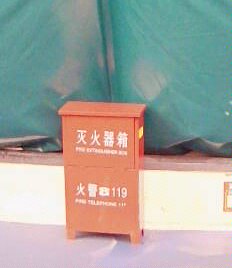 灭火器箱
FIRE EXTINGUISHER BOX
火警☎119
FIRE TELEPHONE 119